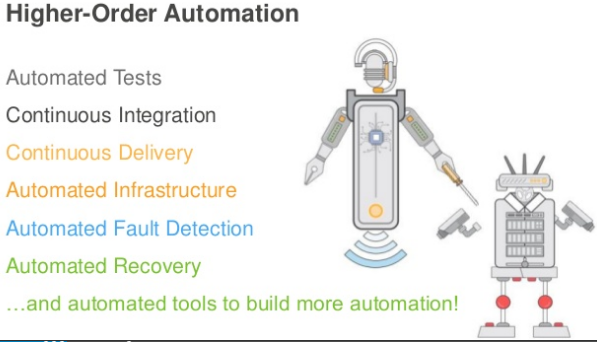 Higher-Order Automation
Automated Tests
Continuous Integration
Continuous Delivery
Automated Infrastructure
Automated Fault Detection
Automated Recovery
…and automated tools to build more automation!